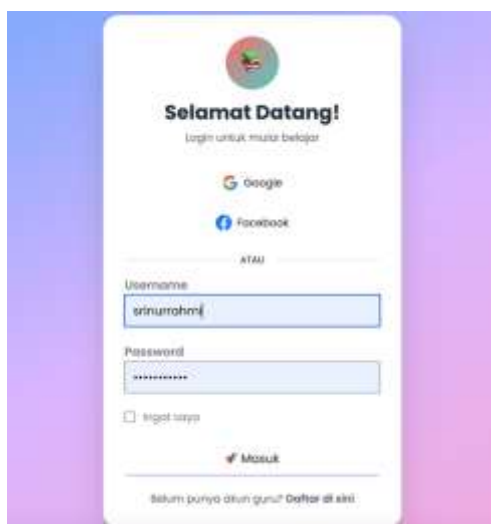 Selamat Datang!
Login untuk mulai belajar
Google
Facebook
ATAU
Username
srinurrahmi
Password
•••••••••••
Ingat saya
Masuk
Belum punya akun guru? Daftar di sini